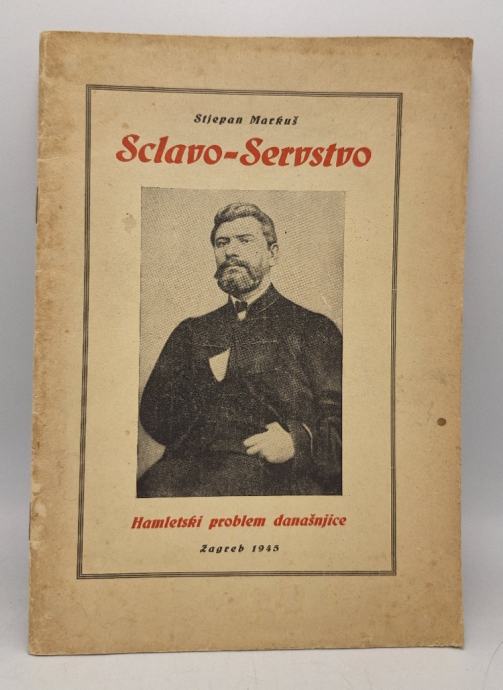 Stjepan Markuš
Sclavo-Servstvo
Hamletski problem današnjice
Zagreb 1945